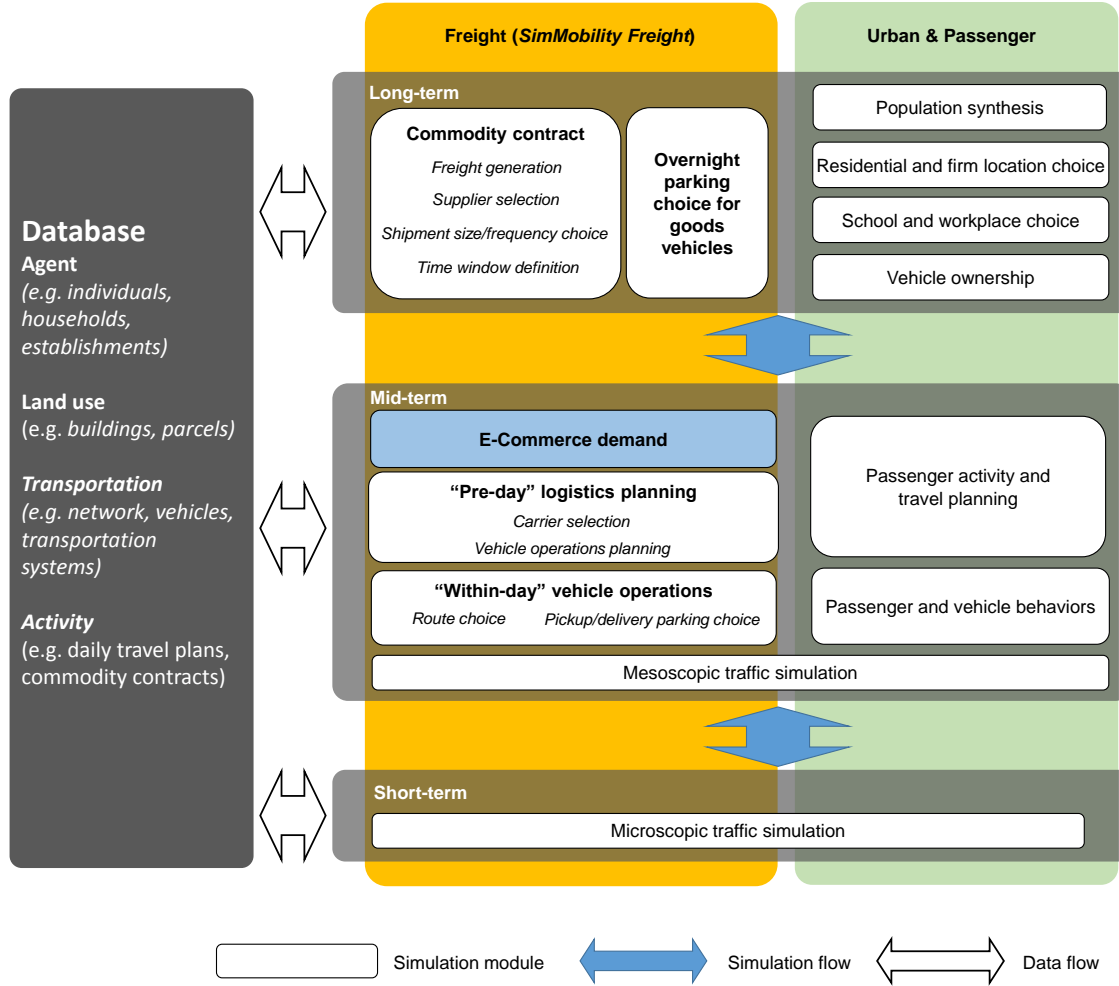 Freight (SimMobility Freight)
Urban & Passenger
Database
Agent
(e.g. individuals,
households,
establishments)
Land use
(e.g. buildings, parcels)
Transportation
(e.g. network, vehicles,
transportation
systems)
Activity
(e.g. daily travel plans,
commodity contracts)
Long-term
Commodity contract
Freight generation
Supplier selection
Shipment size/frequency choice
Time window definition
Overnight
parking
choice for
goods
vehicles
Population synthesis
Residential and firm location choice
School and workplace choice
Vehicle ownership
Mid-term
E-Commerce demand
“Pre-day” logistics planning
Carrier selection
Vehicle operations planning
“Within-day” vehicle operations
Route choice
Pickup/delivery parking choice
Passenger activity and
travel planning
Passenger and vehicle behaviors
Mesoscopic traffic simulation
Short-term
Microscopic traffic simulation
Simulation module
Simulation flow
Data flow